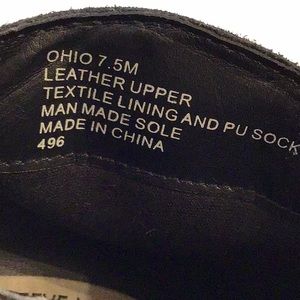 OHIO 7.5M
LEATHER UPPER
TEXTILE LINING AND PU SOCK
MAN MADE SOLE
MADE IN CHINA
496